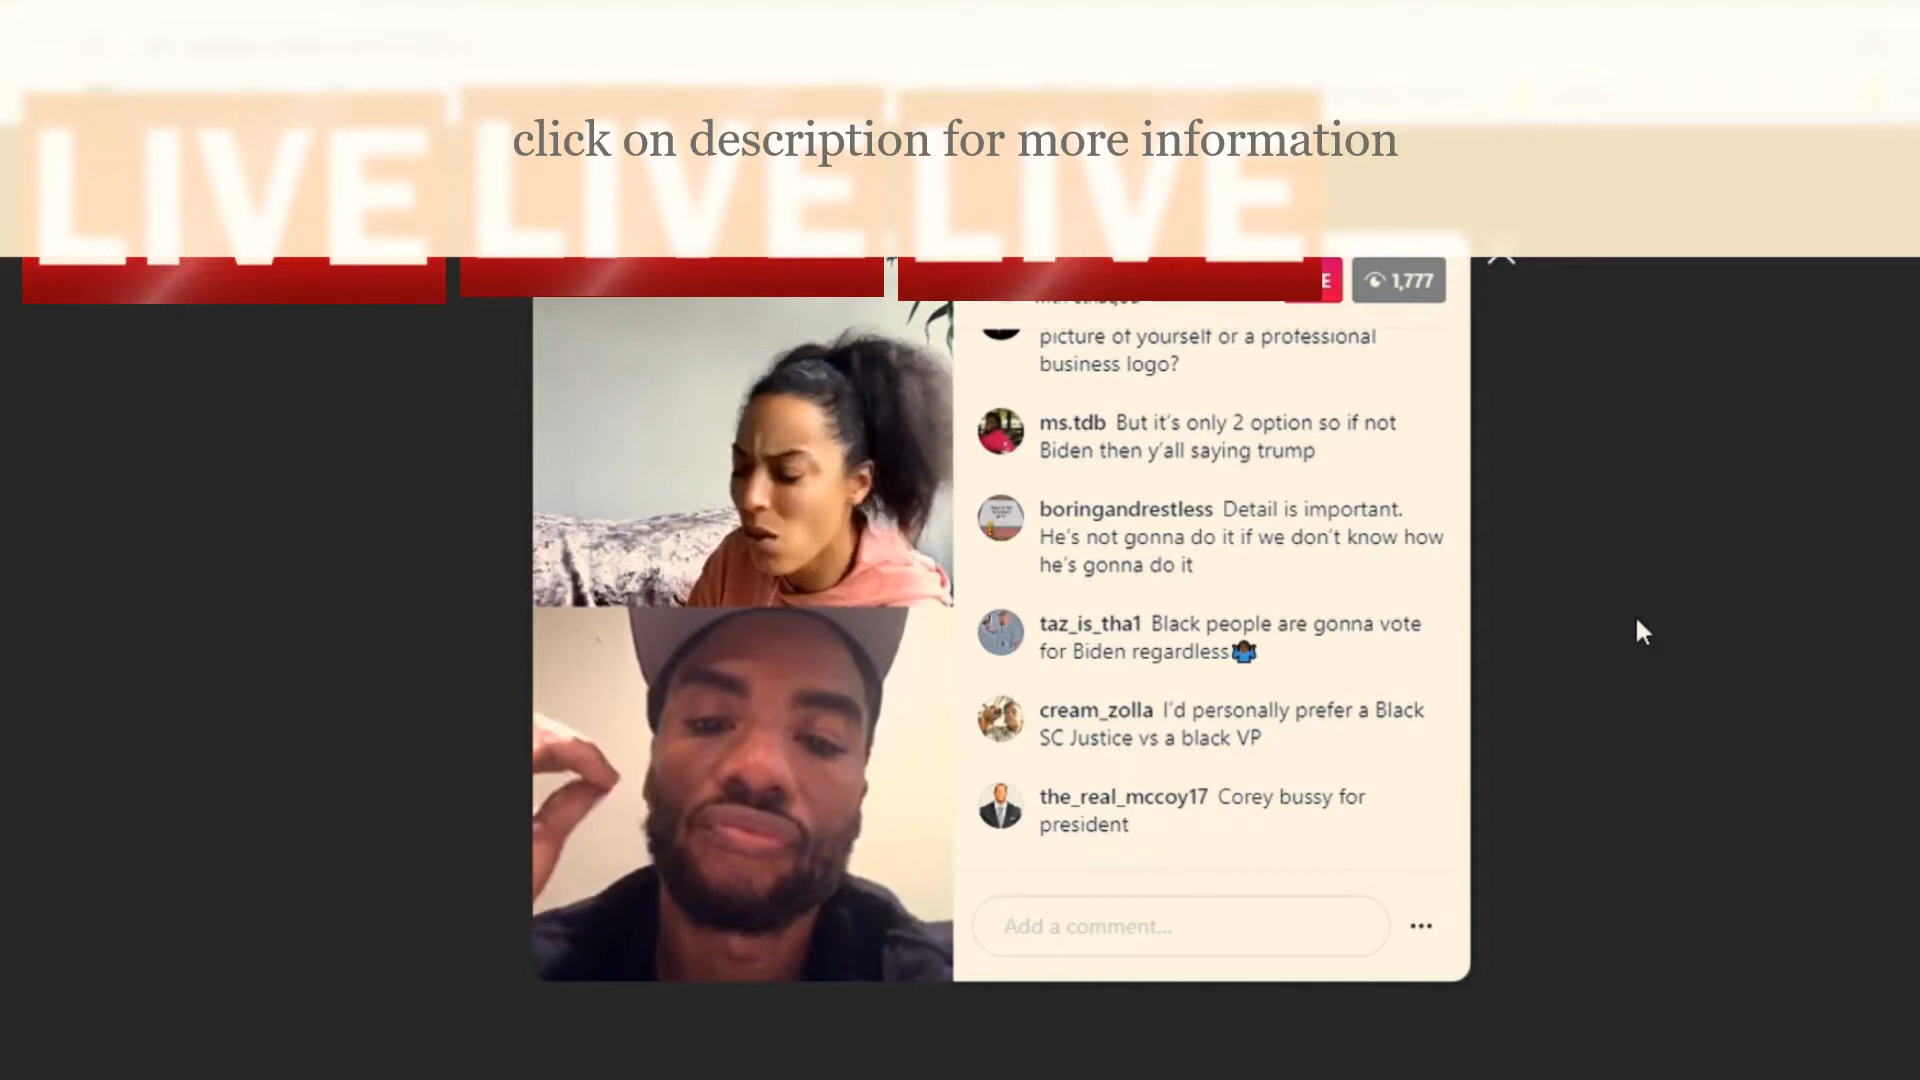 LIVE LIVE LIVE
click on description for more information
E 1,777
picture of yourself or a professional
business logo?
ms.tdb But it's only 2 option so if not
Biden then y'all saying trump
boringandrestless Detail is important.
He's not gonna do it if we don't know how
he's gonna do it
taz_is_tha1 Black people are gonna vote
for Biden regardless🤷🏿‍♂️
cream_zolla I'd personally prefer a Black
SC Justice vs a black VP
the_real_mccoy17 Corey bussy for
president
Add a comment...